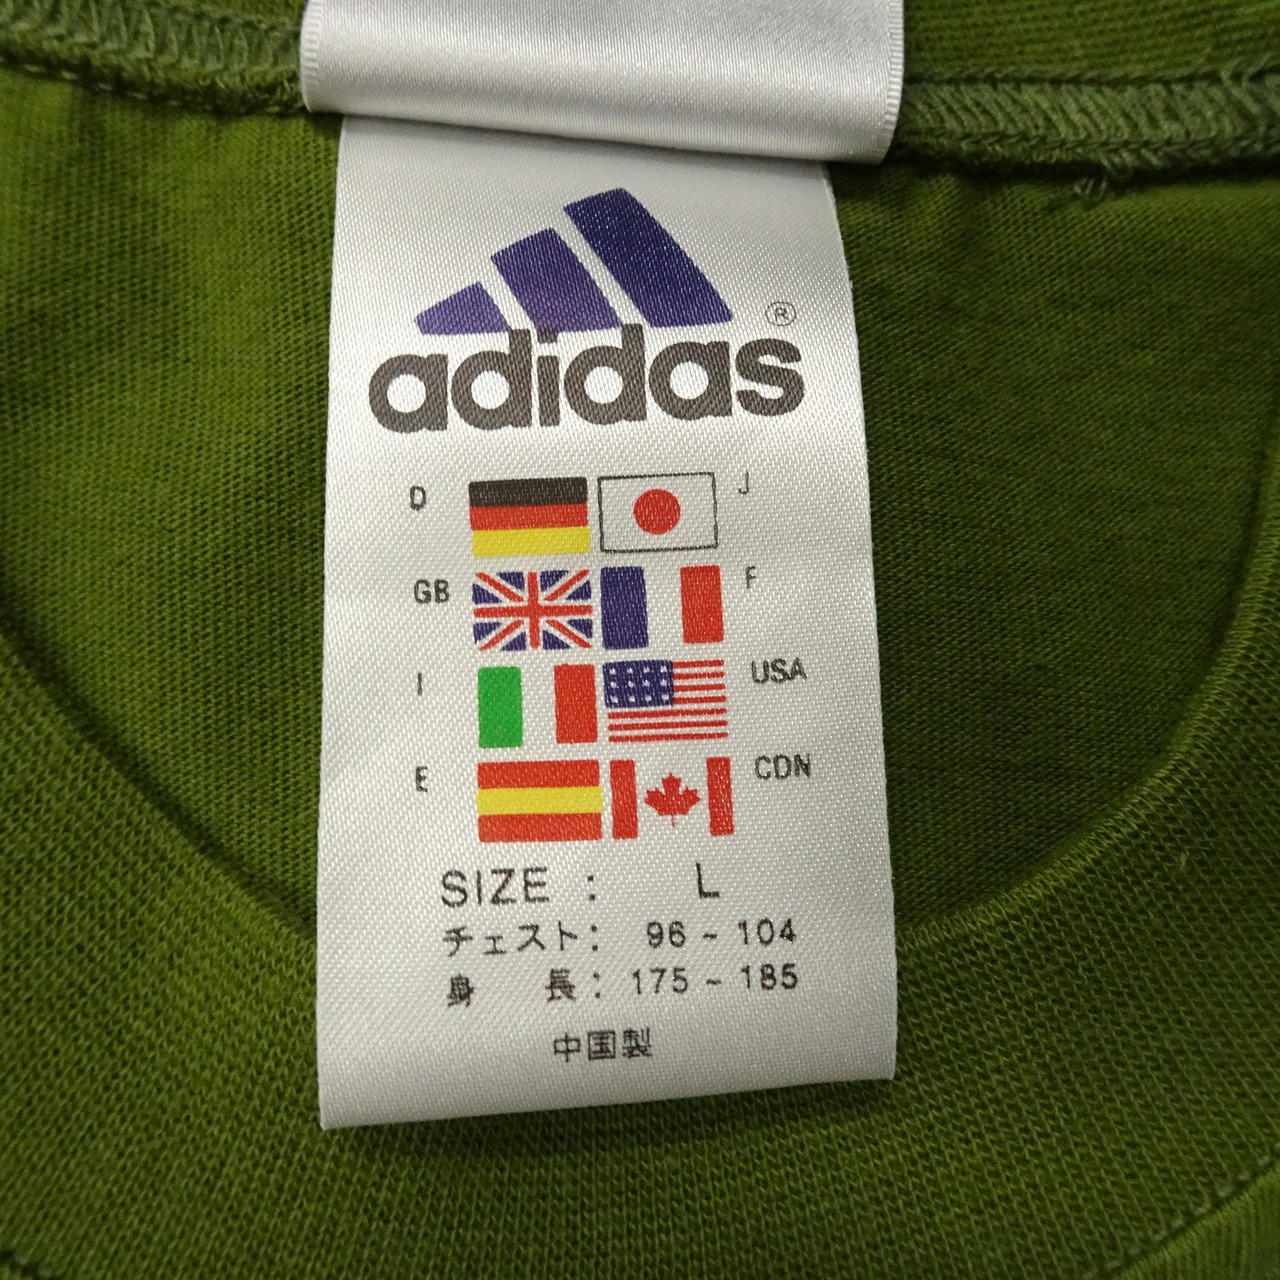 adidas®
D J
GB F
I USA
E CDN
SIZE : L
チェスト: 96 ~ 104
身 長: 175 ~ 185
中国製